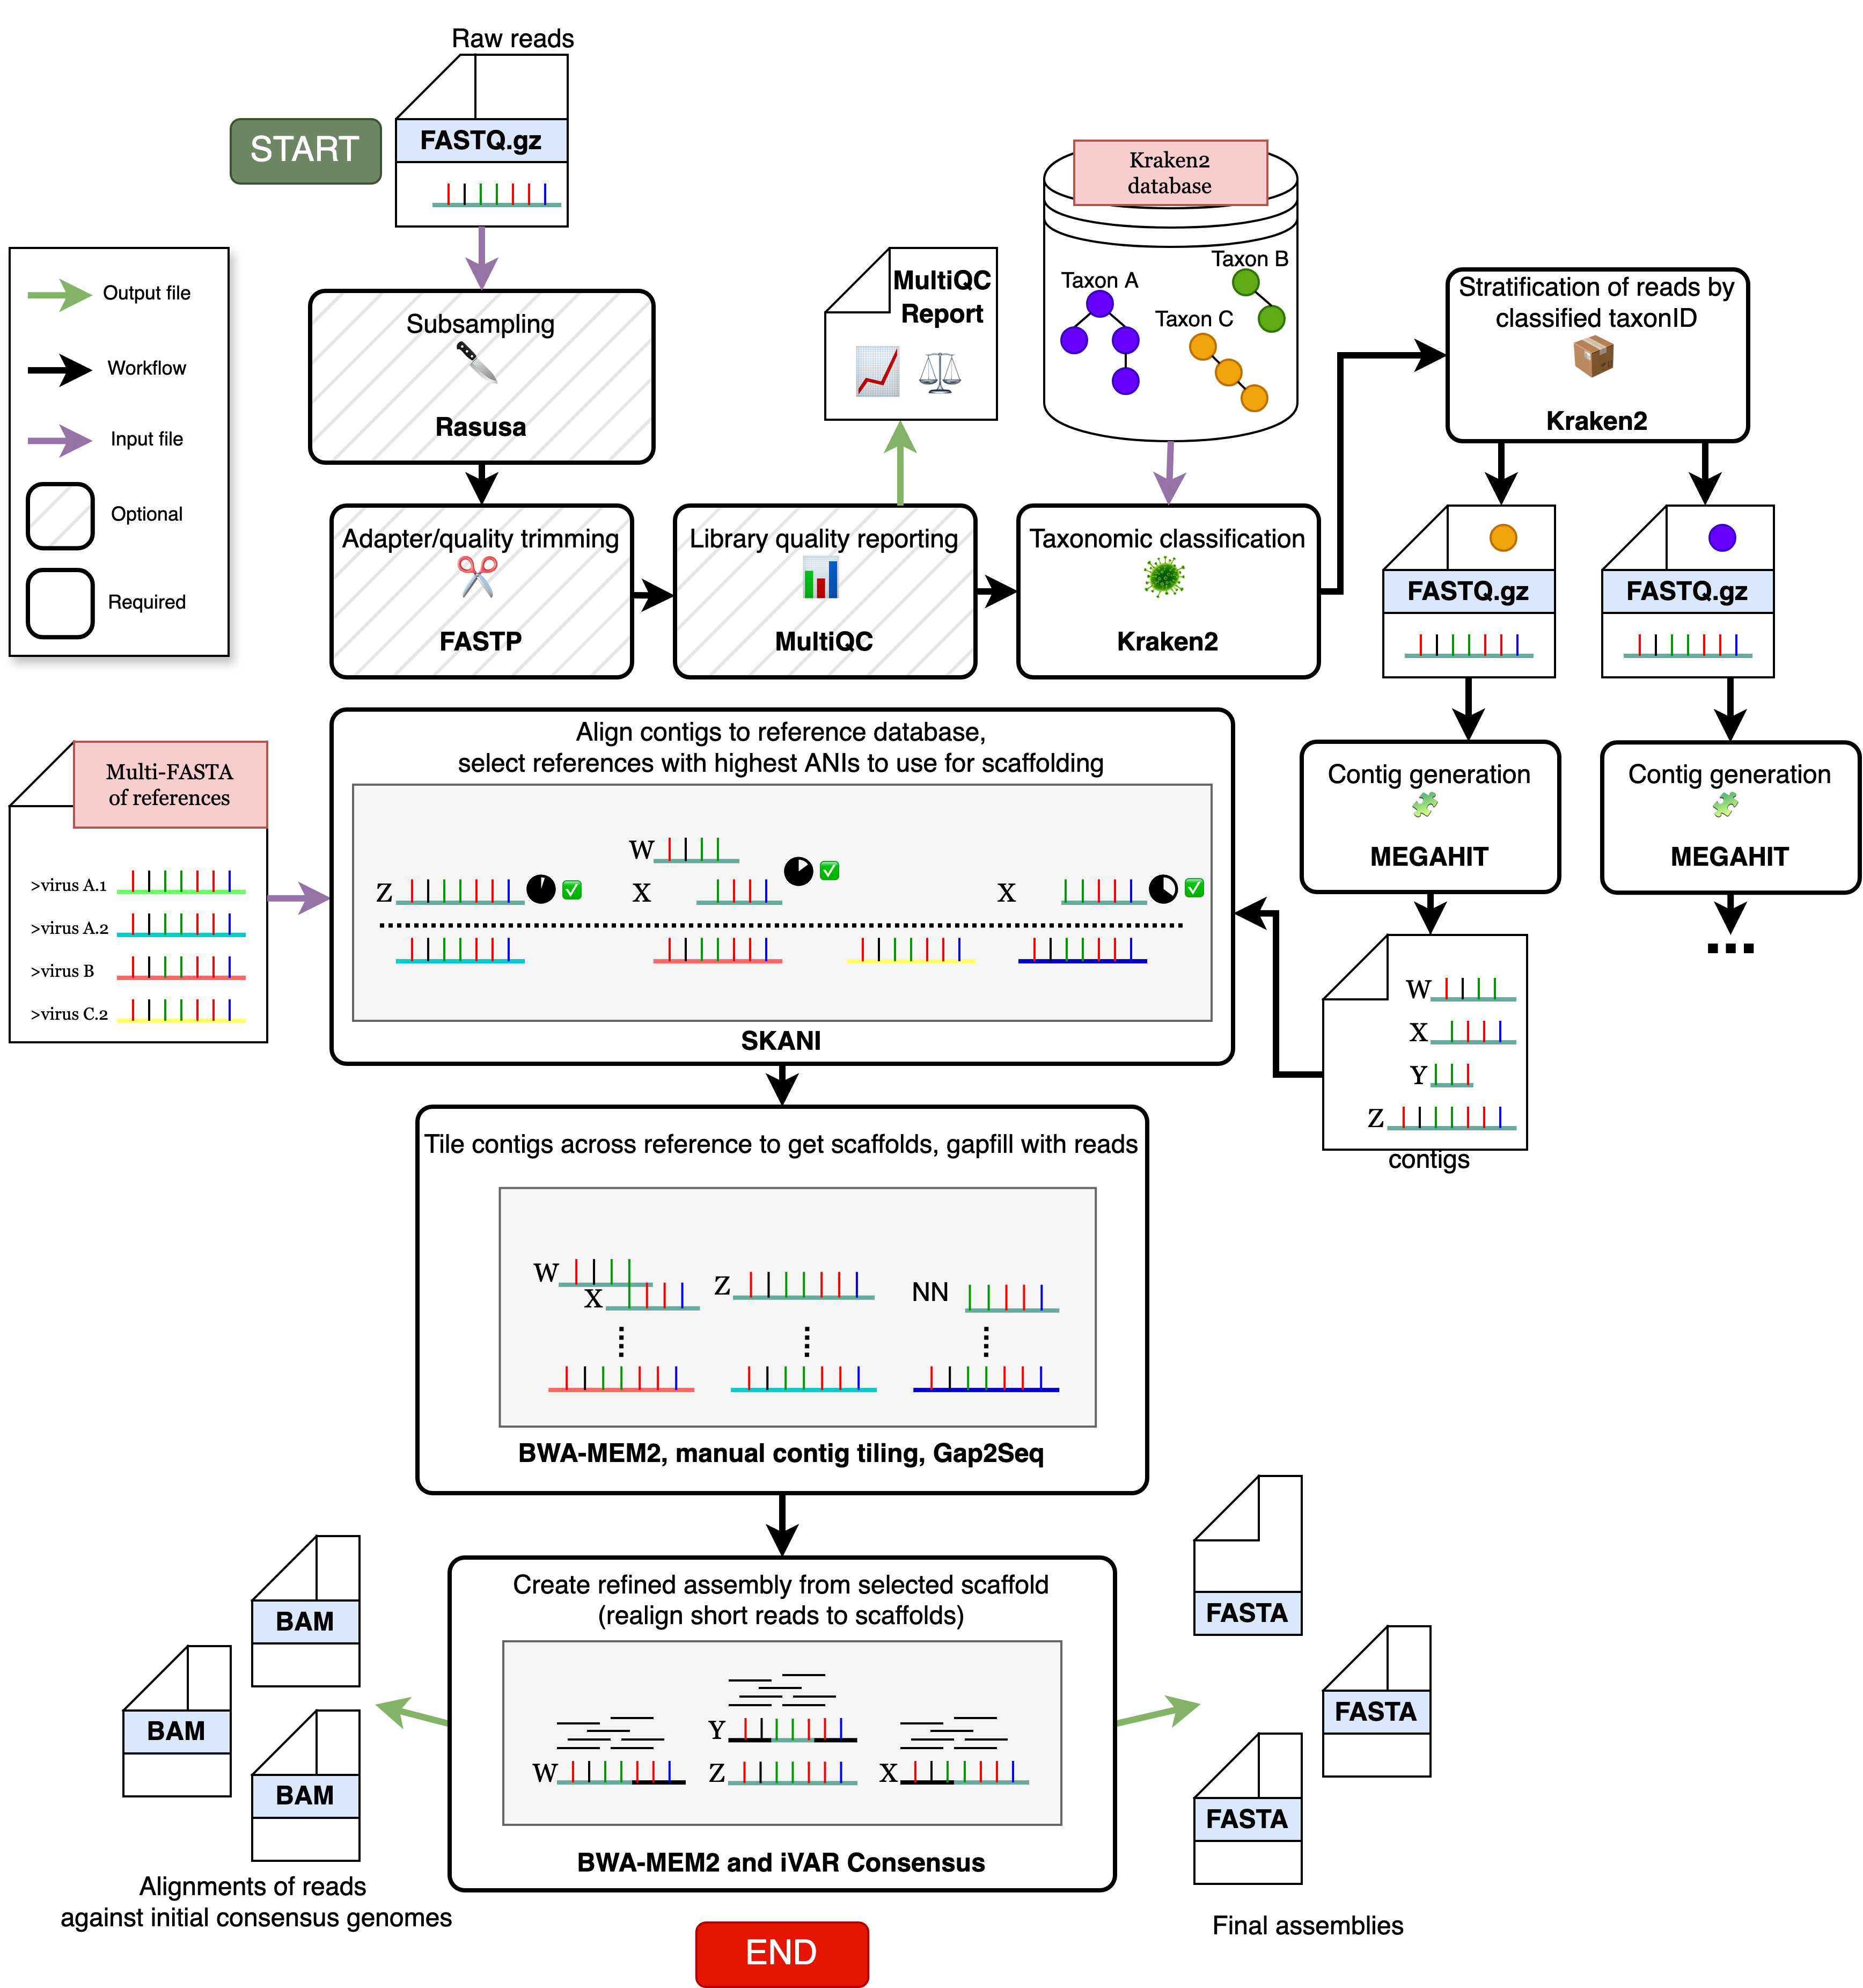 Raw reads
START
FASTQ.gz
Output file
Workflow
Input file
Optional
Required
Subsampling
Rasusa
Adapter/quality trimming
FASTP
Library quality reporting
MultiQC
MultiQC
Report
Kraken2
database
Taxon A
Taxon B
Taxon C
Taxonomic classification
Kraken2
Stratification of reads by
classified taxonID
Kraken2
FASTQ.gz
FASTQ.gz
Contig generation
MEGAHIT
Contig generation
MEGAHIT
...
W
X
Y
Z
contigs
Multi-FASTA
of references
>virus A.1
>virus A.2
>virus B
>virus C.2
Align contigs to reference database,
select references with highest ANIs to use for scaffolding
W
Z
X
X
SKANI
Tile contigs across reference to get scaffolds, gapfill with reads
W
X
Z
NN
BWA-MEM2, manual contig tiling, Gap2Seq
Create refined assembly from selected scaffold
(realign short reads to scaffolds)
Y
W
Z
X
BWA-MEM2 and iVAR Consensus
BAM
BAM
BAM
Alignments of reads
against initial consensus genomes
FASTA
FASTA
FASTA
Final assemblies
END